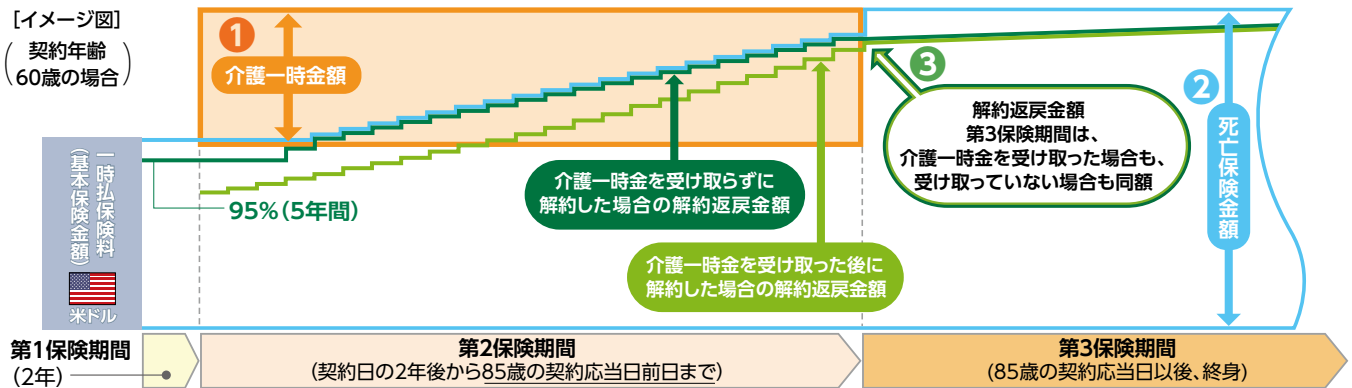 [イメージ図]
(契約年齢
60歳の場合)
1
介護一時金額
一時払保険料
(基本保険金額)
米ドル
95%(5年間)
介護一時金を受け取らずに
解約した場合の解約返戻金額
介護一時金を受け取った後に
解約した場合の解約返戻金額
3
解約返戻金額
第3保険期間は、
介護一時金を受け取った場合も、
受け取っていない場合も同額
2
死亡保険金額
第1保険期間
(2年)
第2保険期間
(契約日の2年後から85歳の契約応当日前日まで)
第3保険期間
(85歳の契約応当日以後、終身)